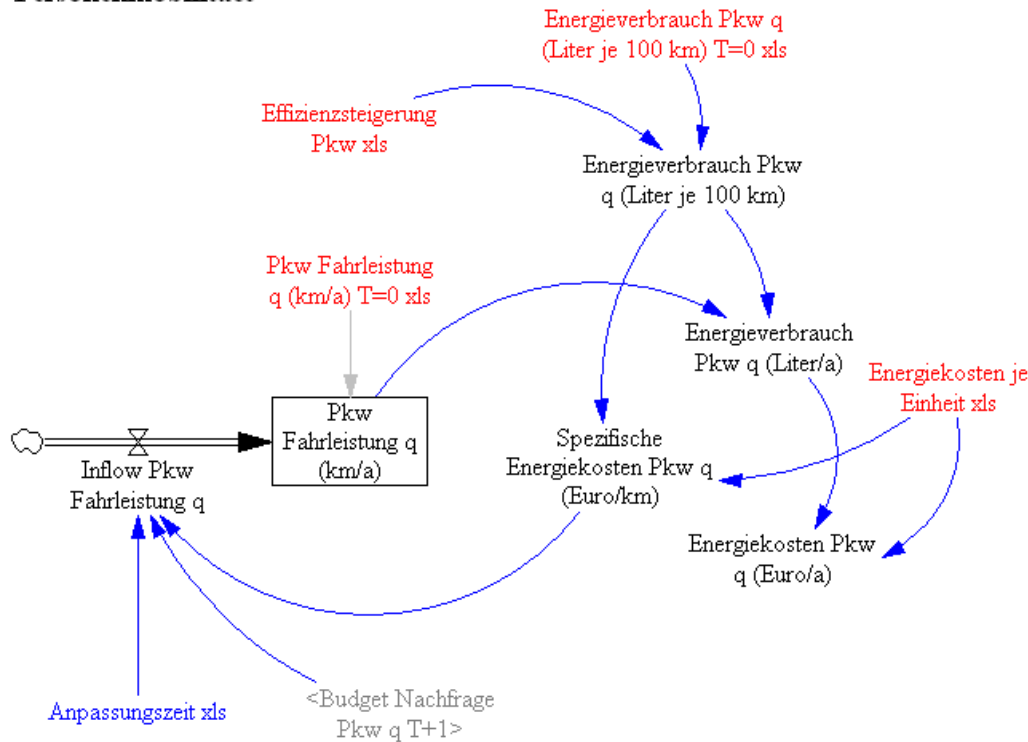 Energieverbrauch Pkw q
(Liter je 100 km) T=0 xls
Effizienzsteigerung
Pkw xls
Energieverbrauch Pkw
q (Liter je 100 km)
Pkw Fahrleistung
q (km/a) T=0 xls
Energieverbrauch
Pkw q (Liter/a)
Energiekosten je
Einheit xls
Pkw
Fahrleistung q
(km/a)
Inflow Pkw
Fahrleistung q
Spezifische
Energiekosten Pkw q
(Euro/km)
Energiekosten Pkw
q (Euro/a)
Anpassungszeit xls
<Budget Nachfrage
Pkw q T+1>